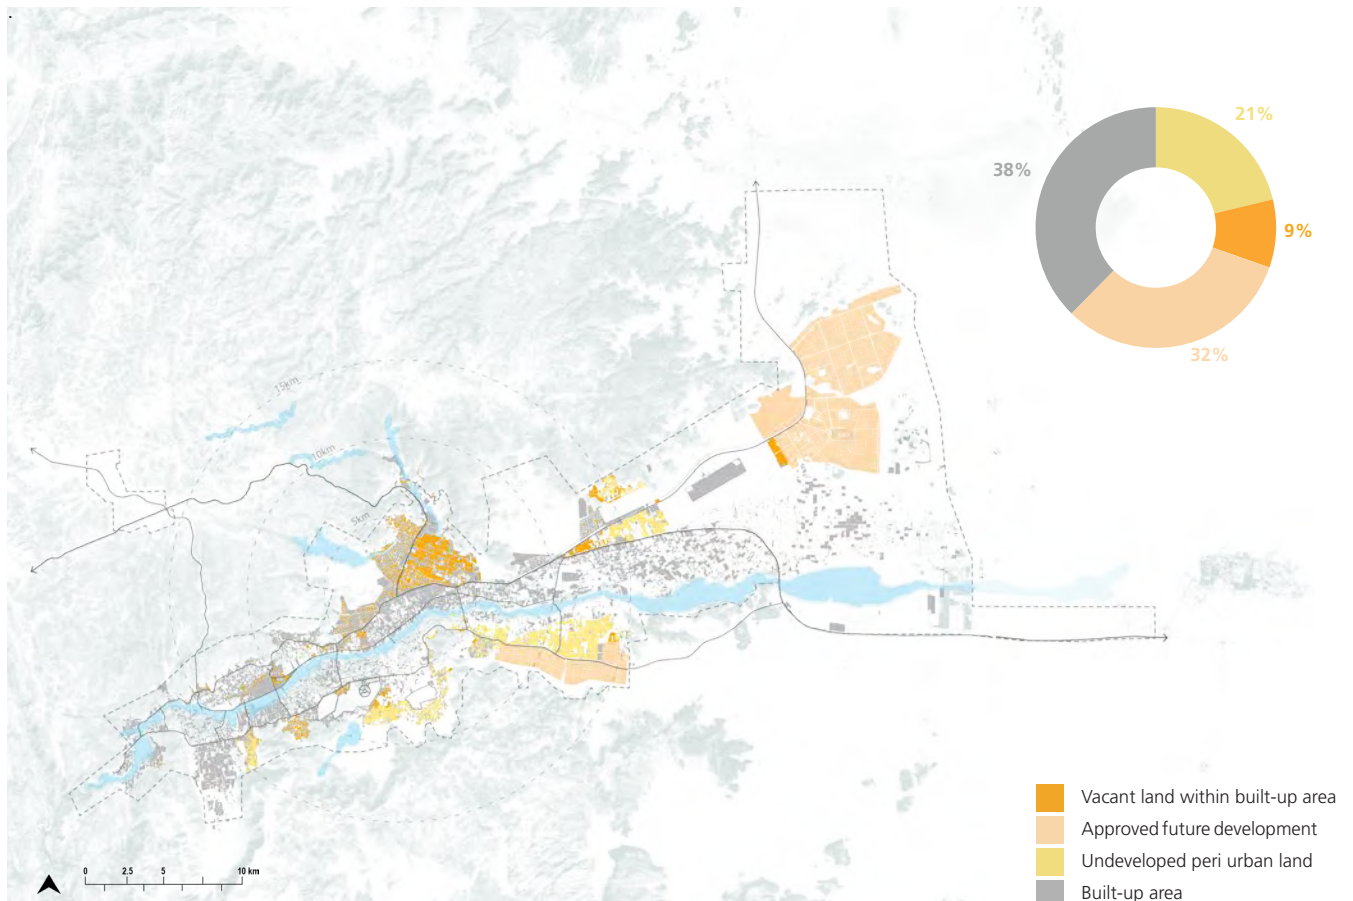 21%
38%
9%
32%
15km
10km
5km
0 2.5 5 10 km
Vacant land within built-up area
Approved future development
Undeveloped peri urban land
Built-up area